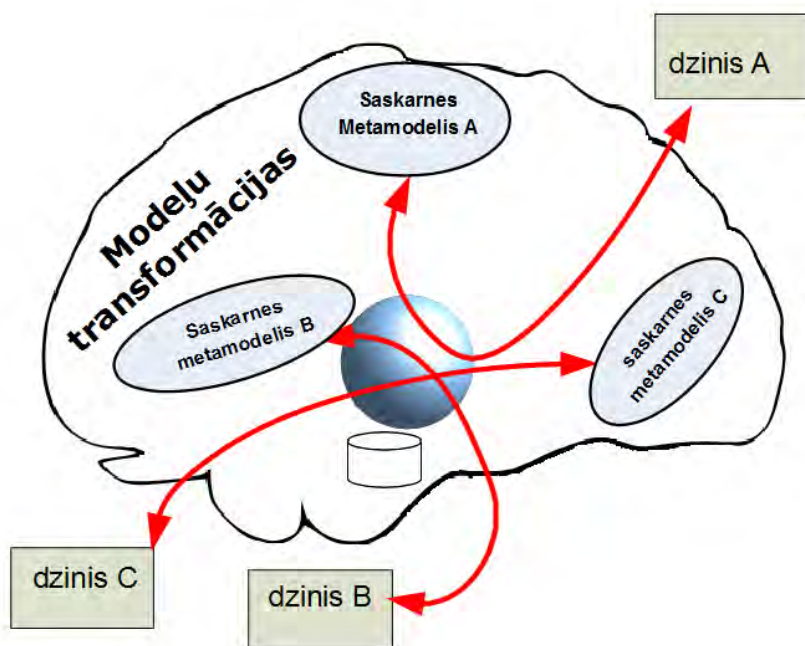 dzinis A
Saskarnes
Metamodelis A
Modeļu
transformācijas
Saskarnes
metamodelis B
saskarnes
metamodelis C
dzinis C
dzinis B